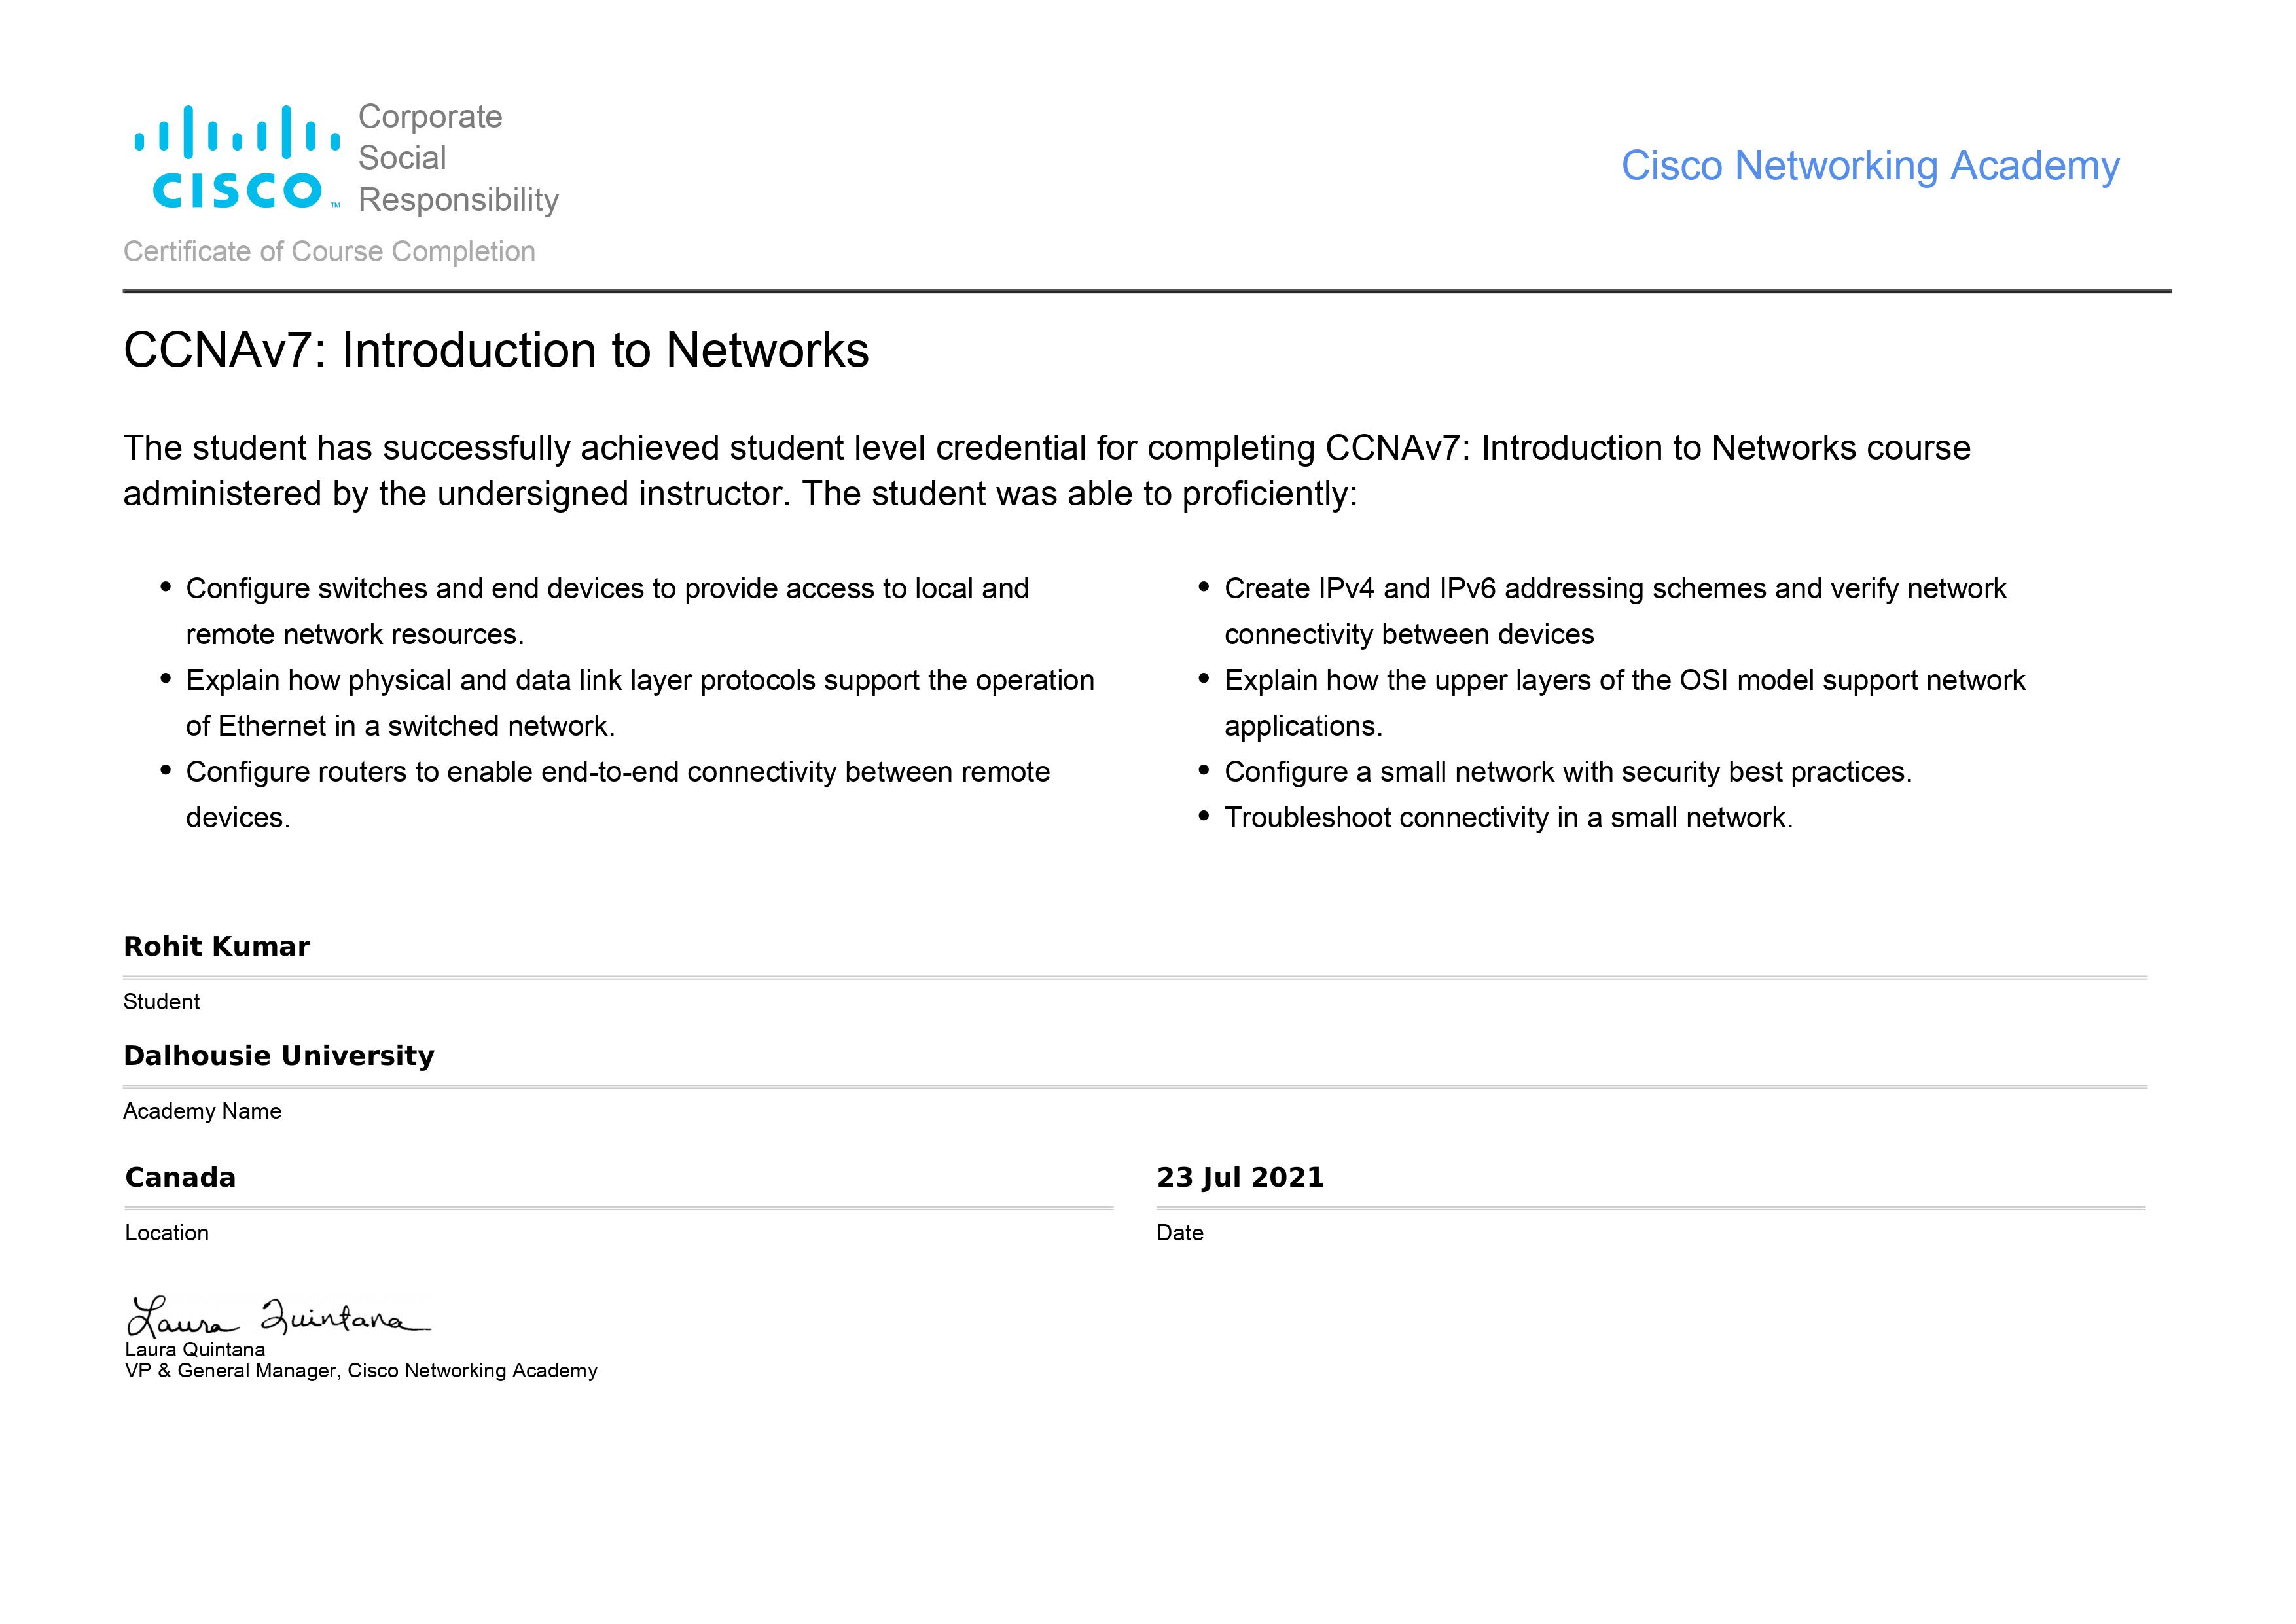 Corporate
Social
Responsibility
CISCO™
Cisco Networking Academy
Certificate of Course Completion
CCNAv7: Introduction to Networks
The student has successfully achieved student level credential for completing CCNAv7: Introduction to Networks course
administered by the undersigned instructor. The student was able to proficiently:
• Configure switches and end devices to provide access to local and
remote network resources.
• Explain how physical and data link layer protocols support the operation
of Ethernet in a switched network.
• Configure routers to enable end-to-end connectivity between remote
devices.
• Create IPv4 and IPv6 addressing schemes and verify network
connectivity between devices
• Explain how the upper layers of the OSI model support network
applications.
• Configure a small network with security best practices.
• Troubleshoot connectivity in a small network.
Rohit Kumar
Student
Dalhousie University
Academy Name
Canada
Location
23 Jul 2021
Date
Laura Quintana
Laura Quintana
VP & General Manager, Cisco Networking Academy